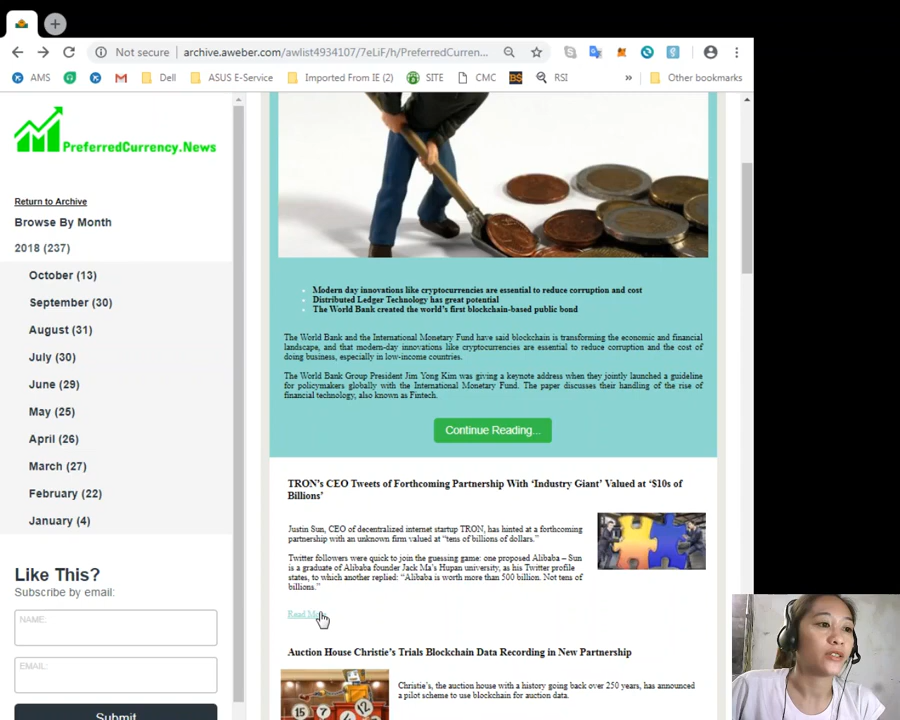 Not secure
archive.aweber.com/awlist4934107/7eLiF/h/PreferredCurren...
AMS
Dell
ASUS E-Service
Imported From IE (2)
SITE
CMC
BS
RSI
»
Other bookmarks
PreferredCurrency.News
Return to Archive
Browse By Month
2018 (237)
October (13)
September (30)
August (31)
July (30)
June (29)
May (25)
April (26)
March (27)
February (22)
January (4)
Like This?
Subscribe by email:
NAME:
EMAIL:
Submit
Modern day innovations like cryptocurrencies are essential to reduce corruption and cost
Distributed Ledger Technology has great potential
The World Bank created the world's first blockchain-based public bond
The World Bank and the International Monetary Fund have said blockchain is transforming the economic and financial
landscape, and that modern-day innovations like cryptocurrencies are essential to reduce corruption and the cost of
doing business, especially in low-income countries.
The World Bank Group President Jim Yong Kim was giving a keynote address when they jointly launched a guideline
for policymakers globally with the International Monetary Fund. The paper discusses their handling of the rise of
financial technology, also known as Fintech.
Continue Reading...
TRON's CEO Tweets of Forthcoming Partnership With 'Industry Giant' Valued at '$10s of
Billions'
Justin Sun, CEO of decentralized internet startup TRON, has hinted at a forthcoming
partnership with an unknown firm valued at "tens of billions of dollars."
Twitter followers were quick to join the guessing game: one proposed Alibaba – Sun
is a graduate of Alibaba founder Jack Ma's Hupan university, as his Twitter profile
states, to which another replied: "Alibaba is worth more than 500 billion. Not tens of
billions."
Read
Auction House Christie's Trials Blockchain Data Recording in New Partnership
Christie's, the auction house with a history going back over 250 years, has announced
a pilot scheme to use blockchain for auction data.
15
7
12